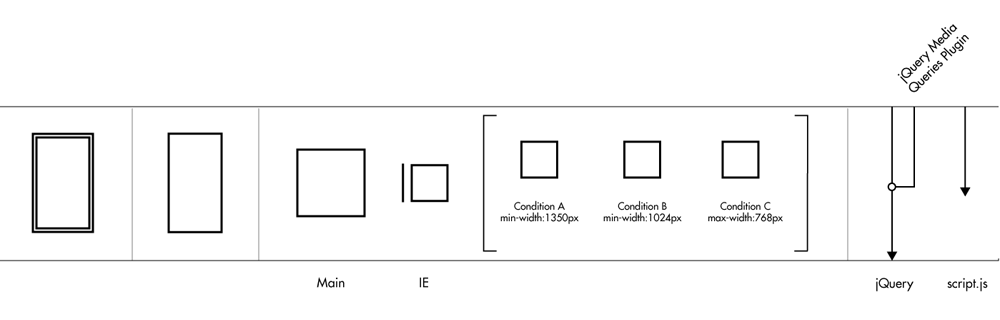 jQuery Media
Queries Plugin
Condition A
min-width:1350px
Condition B
min-width:1024px
Condition C
max-width:768px
Main
IE
jQuery
script.js